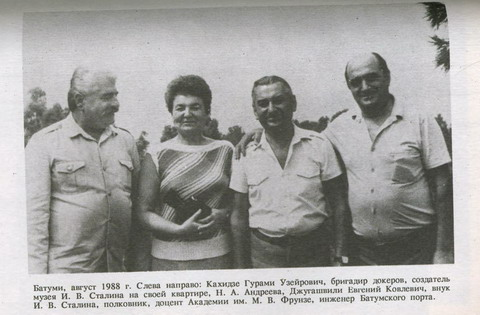 Батуми, август 1988 г. Слева направо: Кахидзе Гурами Узейрович, бригадир докеров, создатель
музея И. В. Сталина на своей квартире, Н. А. Андреева, Джугашвили Евгений Ковлевич, внук
И. В. Сталина, полковник, доцент Академии им. М. В. Фрунзе, инженер Батумского порта.